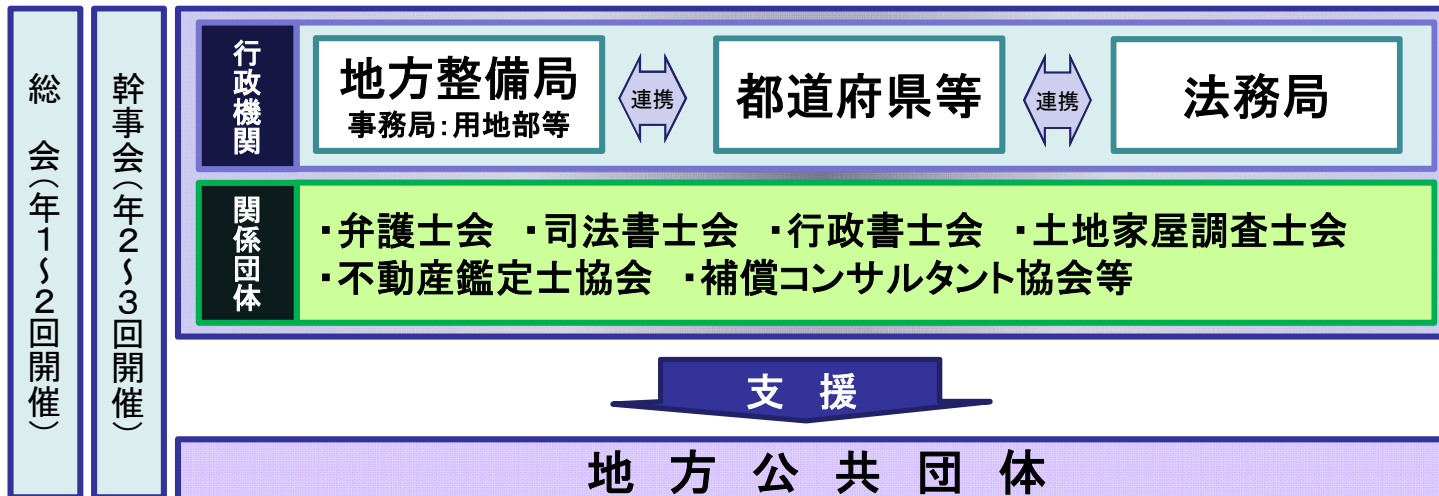 総　会（年１～２回開催）
幹事会（年２～３回開催）
行政機関
地方整備局
事務局：用地部等
連携
都道府県等
連携
法務局
関係団体
・弁護士会　・司法書士会　・行政書士会　・土地家屋調査士会
・不動産鑑定士協会　・補償コンサルタント協会等
支　援
地　方　公　共　団　体